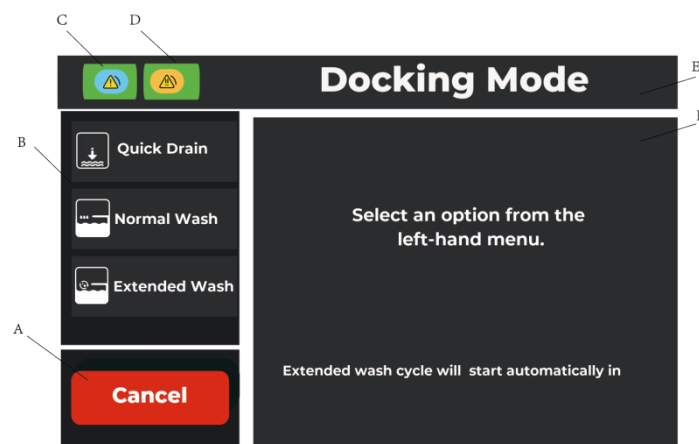 C
D
Docking Mode
E
B
Quick Drain
Normal Wash
Extended Wash
Select an option from the
left-hand menu.
A
Cancel
Extended wash cycle will start automatically in